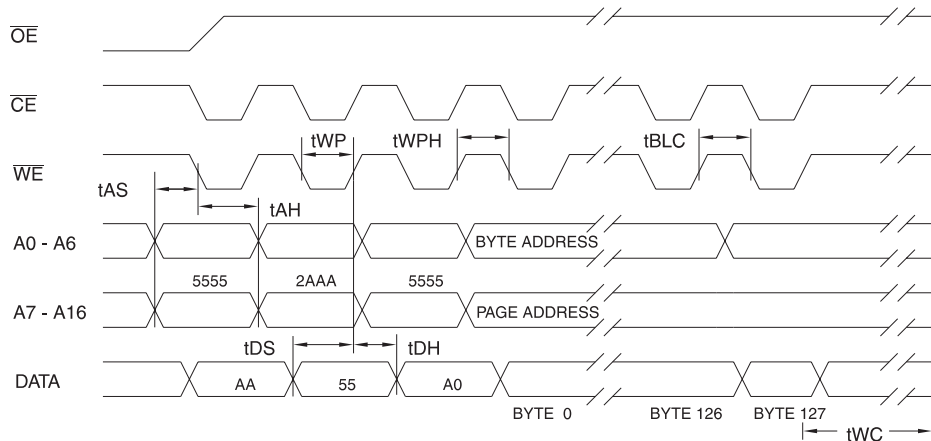 OE
CE
tWP tWPH tBLC
WE
tAS
tAH
A0 - A6 BYTE ADDRESS
5555 2AAA 5555
A7 - A16 PAGE ADDRESS
tDS tDH
DATA AA 55 A0
BYTE 0 BYTE 126 BYTE 127
tWC